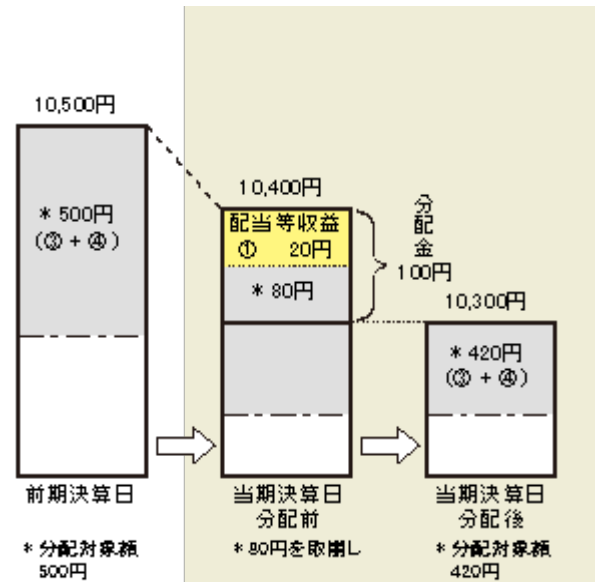 10,500円
＊500円
(③＋④)
前期決算日
＊分配対象額
500円
10,400円
配当等収益
① 20円
＊80円
分配金
100円
当期決算日
分配前
＊80円を取崩し
10,300円
＊420円
(③＋④)
当期決算日
分配後
＊分配対象額
420円